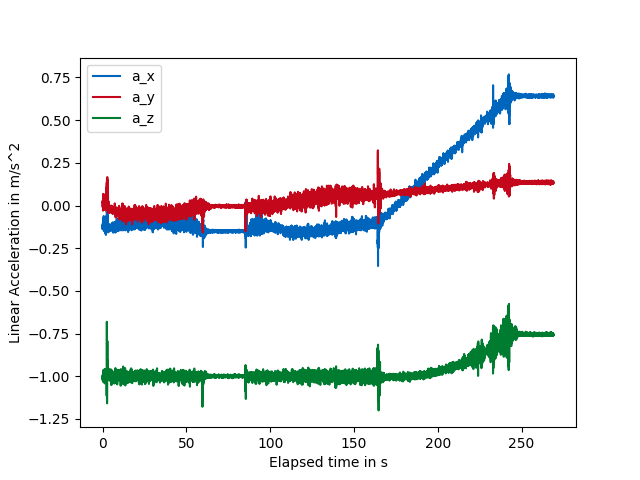 a_x
a_y
a_z
0.75
0.50
0.25
0.00
−0.25
−0.50
−0.75
−1.00
−1.25
Linear Acceleration in m/s^2
0 50 100 150 200 250
Elapsed time in s